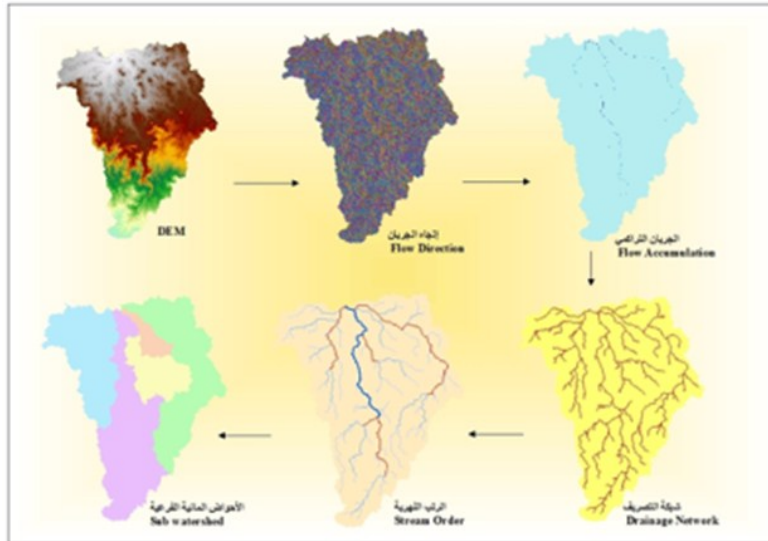 DEM
إتجاه الجريان
Flow Direction
الجريان التراكمي
Flow Accumulation
شبكة التصريف
Drainage Network
الرتب النهرية
Stream Order
الأحواض المائية الفرعية
Sub watershed